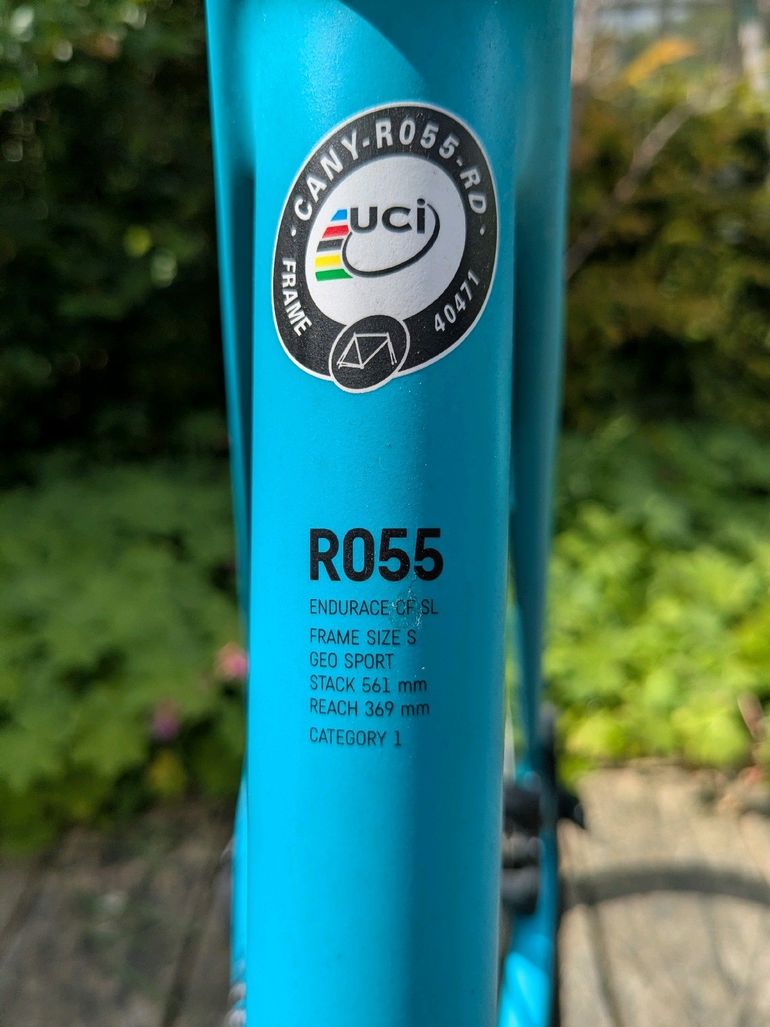 · CANY-R055-RD ·
UCI
FRAME
40471
R055
ENDURACE CF SL
FRAME SIZE S
GEO SPORT
STACK 561 mm
REACH 369 mm
CATEGORY 1